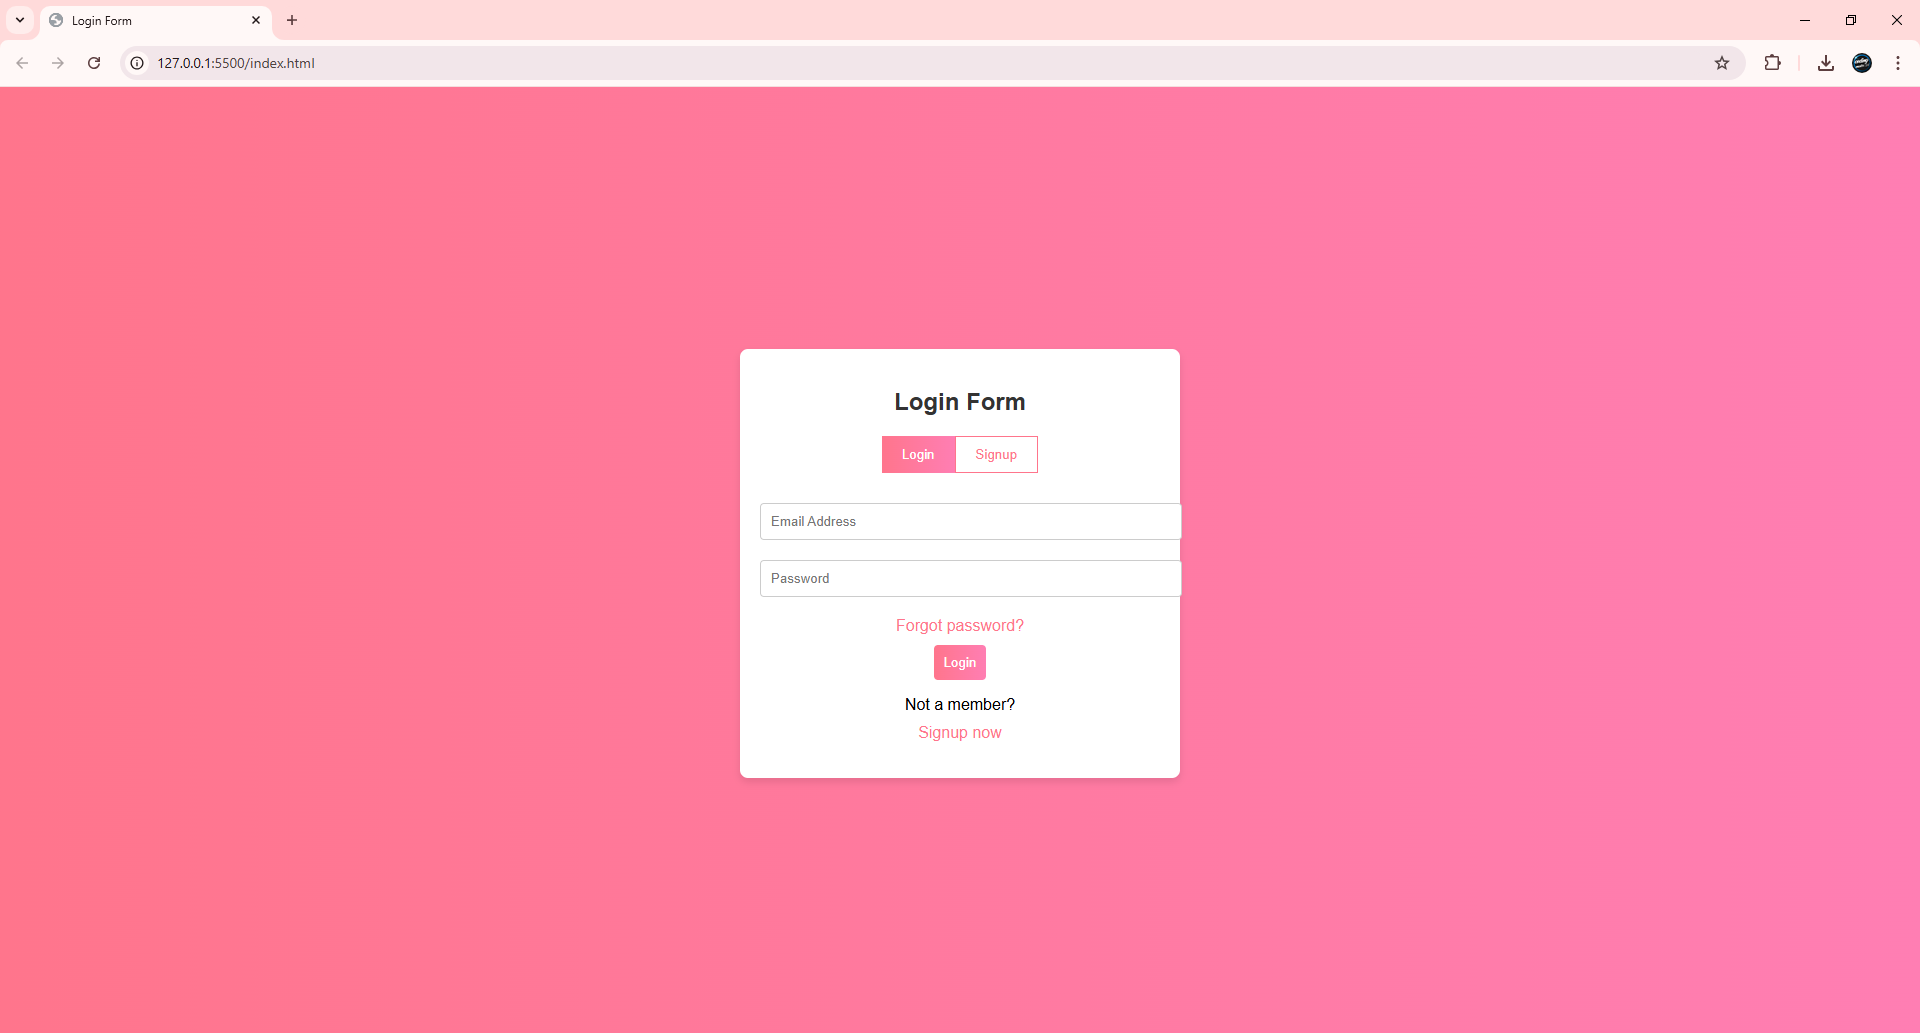 Login Form
127.0.0.1:5500/index.html
Login Form
Login Signup
Email Address
Password
Forgot password?
Login
Not a member?
Signup now